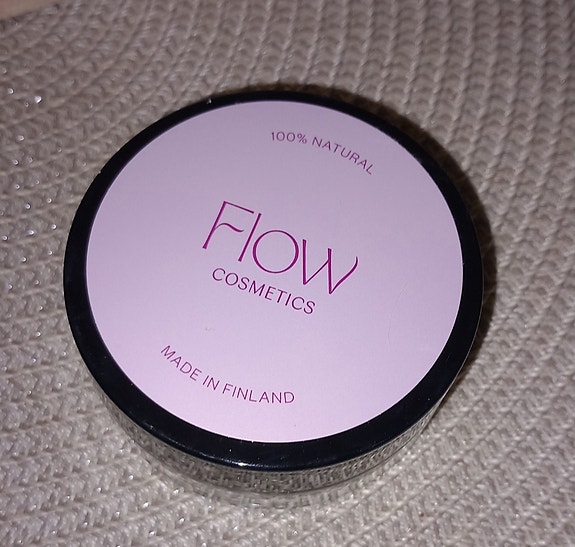 100% NATURAL
Flow
COSMETICS
MADE IN FINLAND